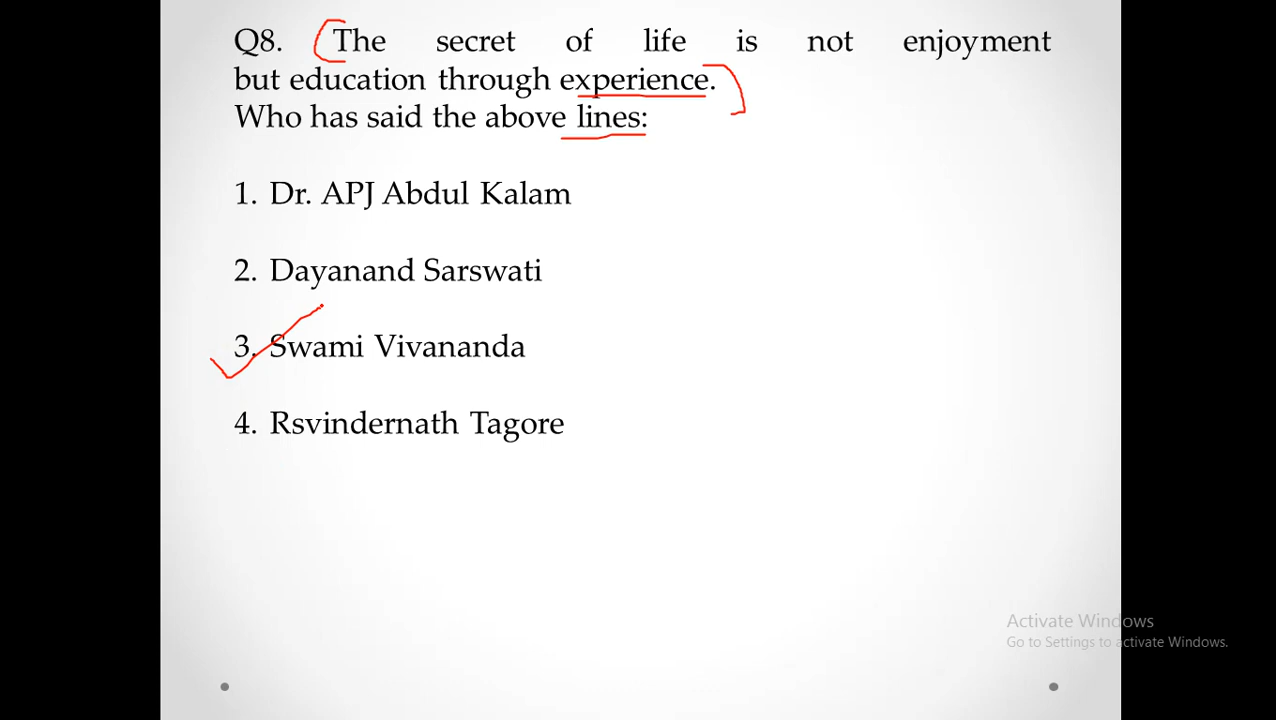 Q8. The secret of life is not enjoyment
but education through experience.
Who has said the above lines:
1. Dr. APJ Abdul Kalam
2. Dayanand Sarswati
3. Swami Vivananda
4. Rsvindernath Tagore
Activate Windows
Go to Settings to activate Windows.